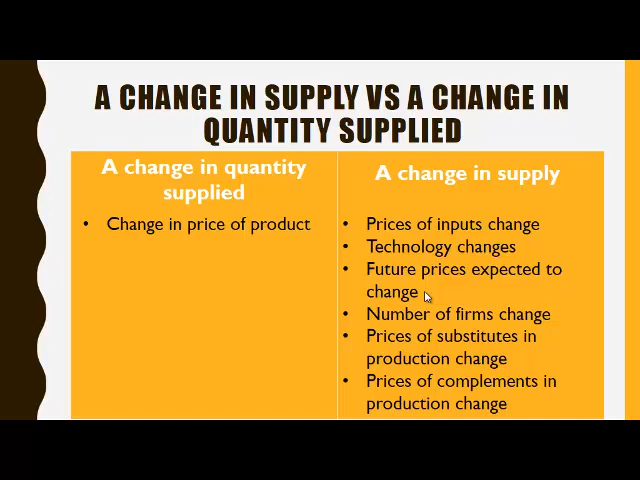 A CHANGE IN SUPPLY VS A CHANGE IN
QUANTITY SUPPLIED
A change in quantity
supplied
• Change in price of product
A change in supply
• Prices of inputs change
• Technology changes
• Future prices expected to
change
• Number of firms change
• Prices of substitutes in
production change
• Prices of complements in
production change